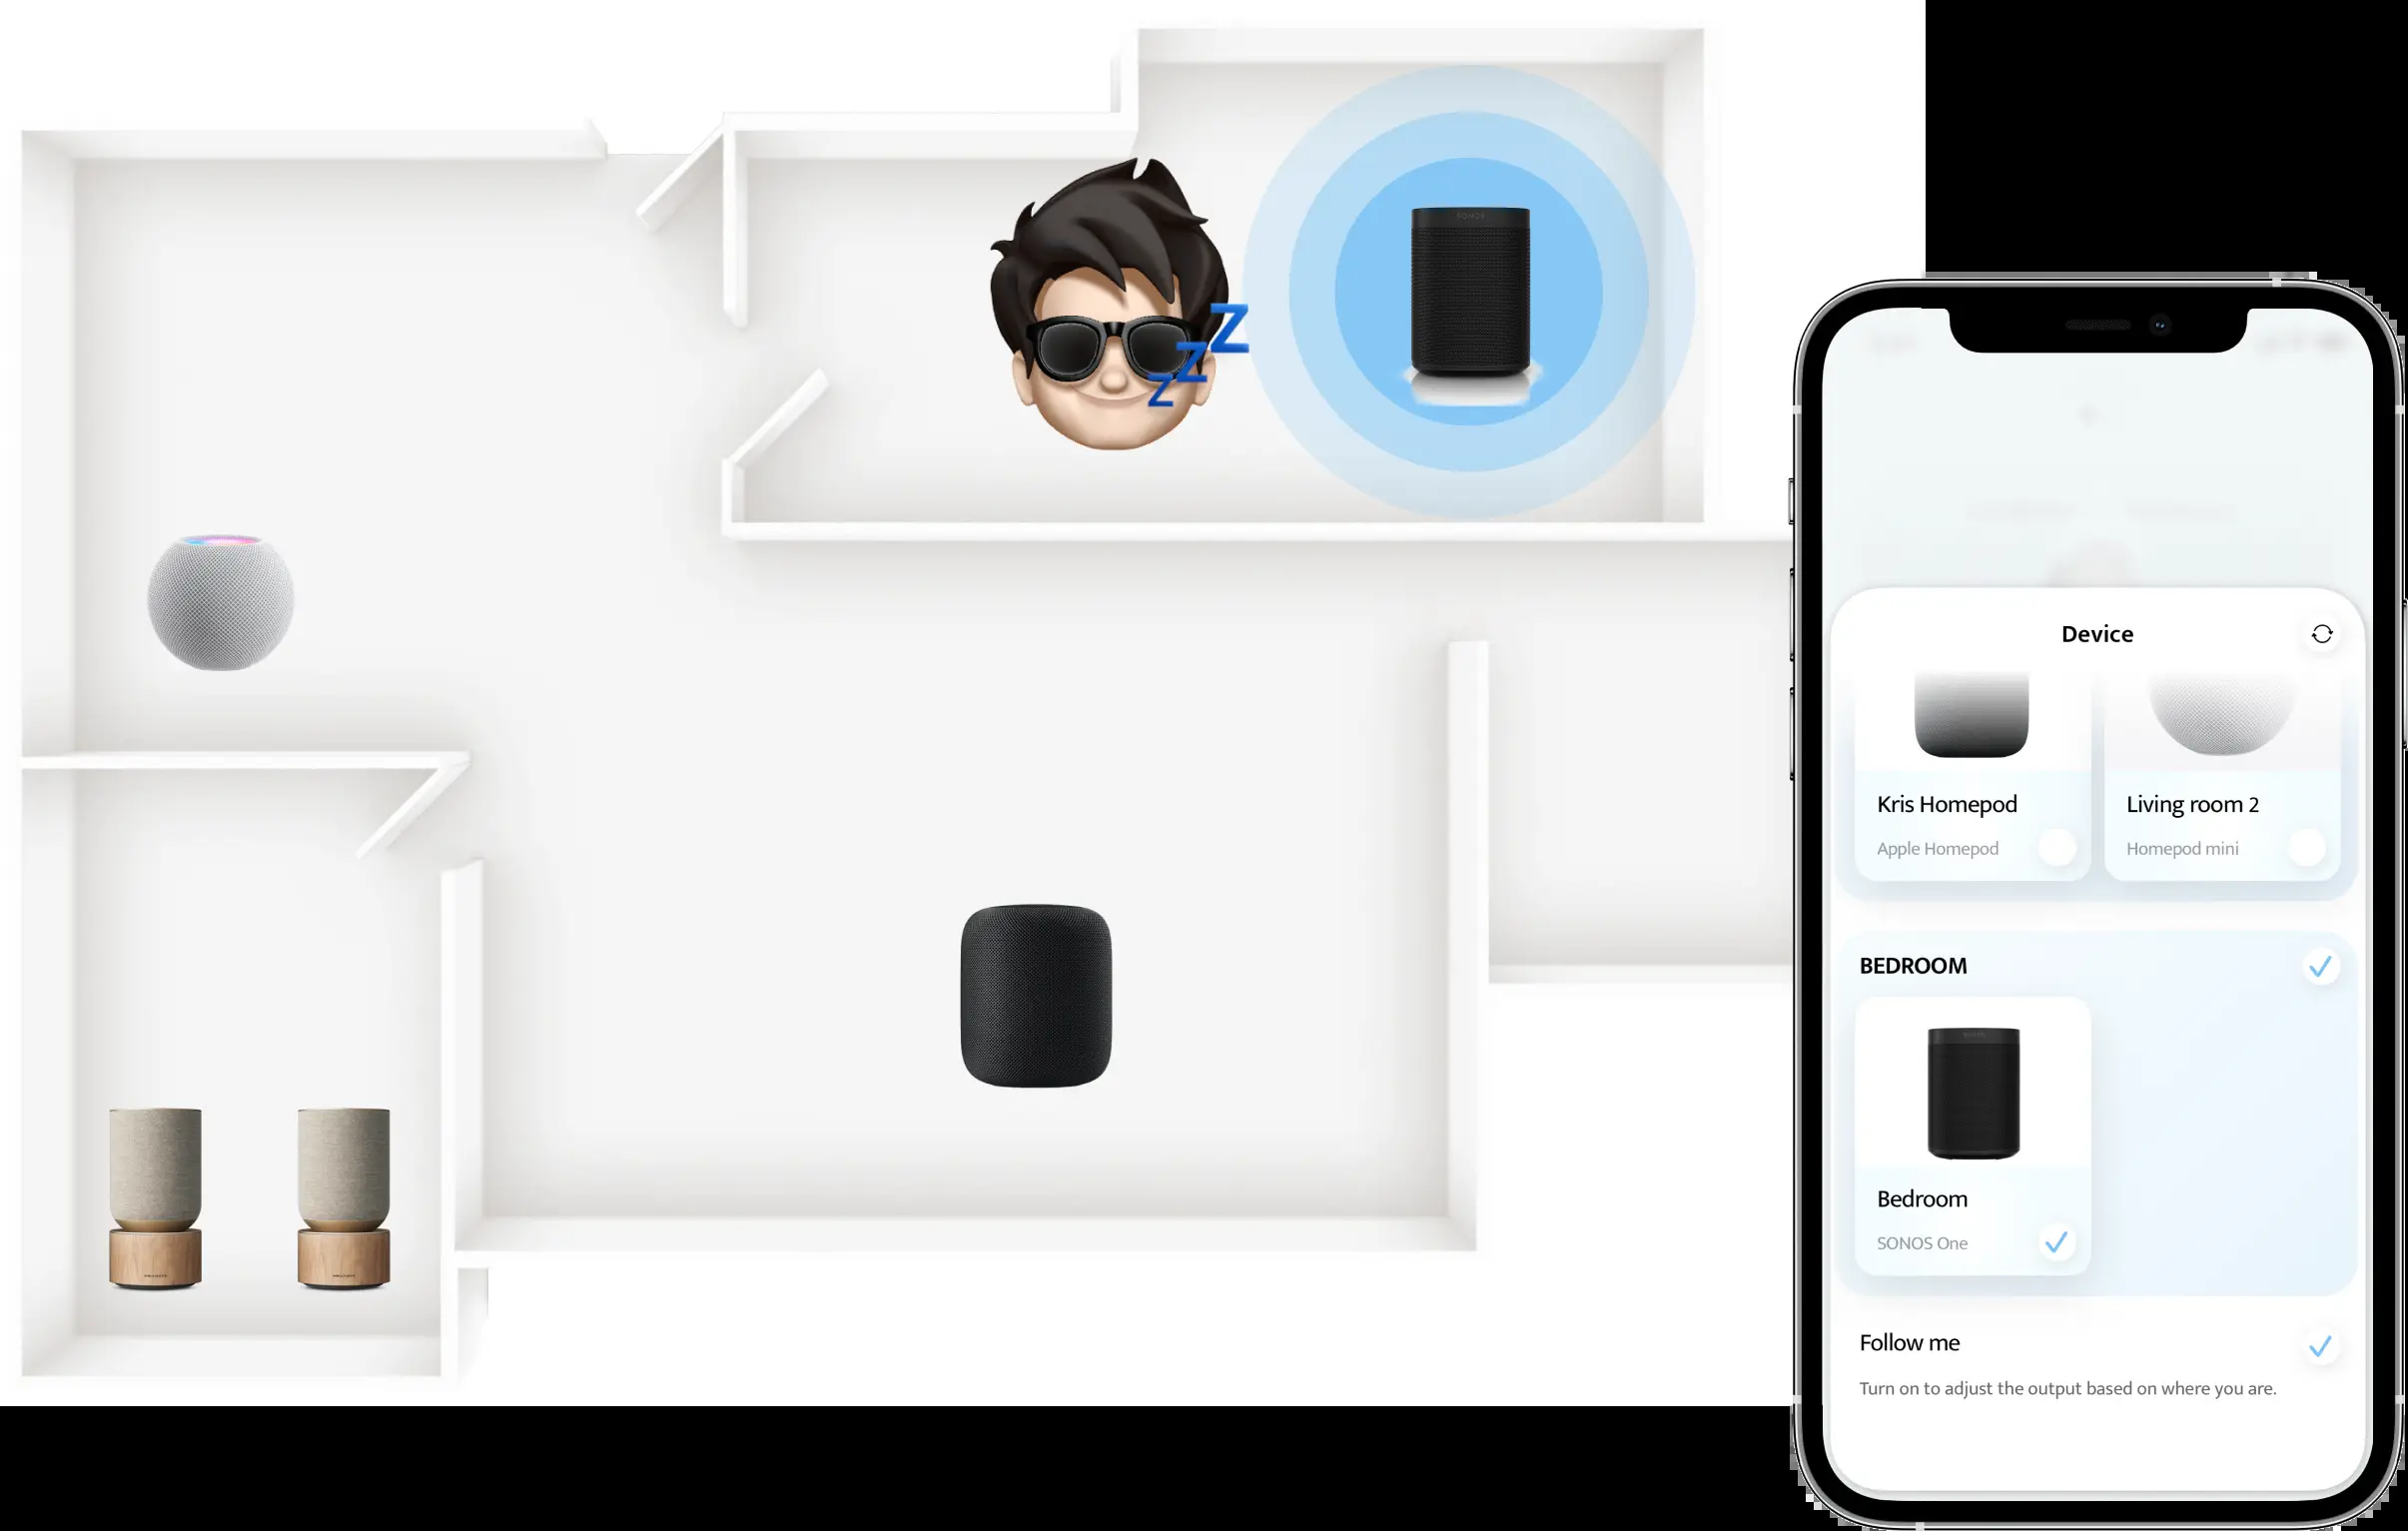 SONOS
z
z
z
Device
Kris Homepod
Living room 2
Apple Homepod
Homepod mini
BEDROOM
Bedroom
SONOS One
Follow me
Turn on to adjust the output based on where you are.